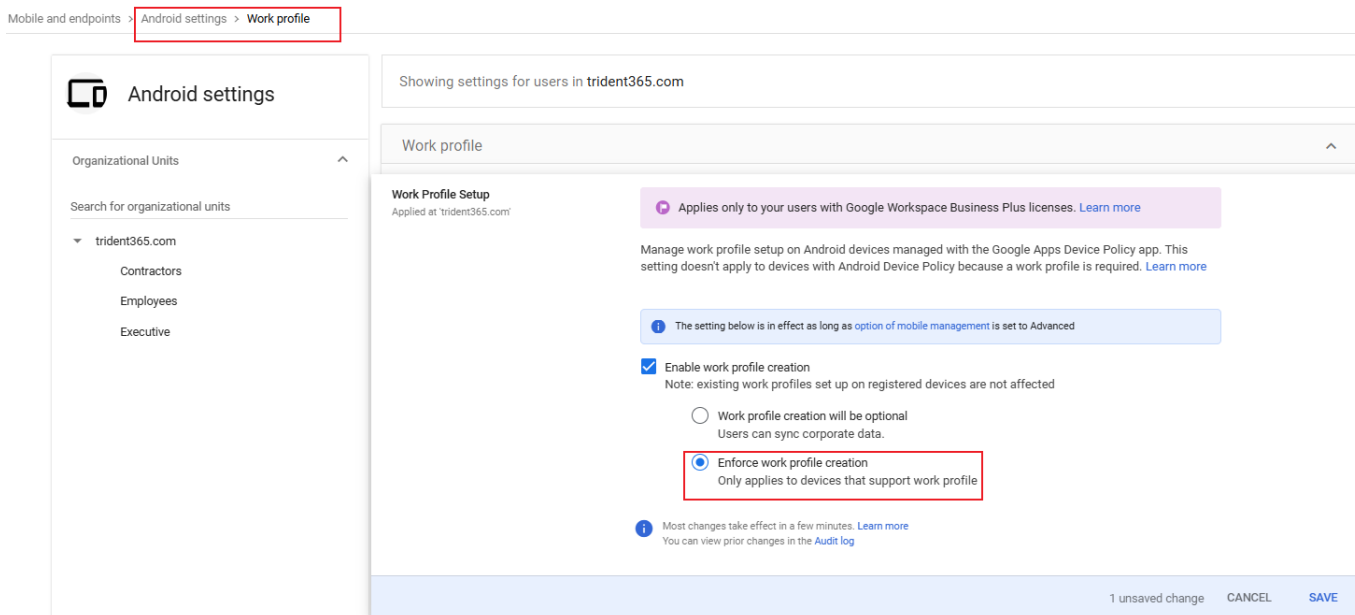 Mobile and endpoints > Android settings > Work profile
Android settings
Showing settings for users in trident365.com
Organizational Units
Work profile
Search for organizational units
trident365.com
Contractors
Employees
Executive
Work Profile Setup
Applied at 'trident365.com'
Applies only to your users with Google Workspace Business Plus licenses. Learn more
Manage work profile setup on Android devices managed with the Google Apps Device Policy app. This
setting doesn't apply to devices with Android Device Policy because a work profile is required. Learn more
The setting below is in effect as long as option of mobile management is set to Advanced
Enable work profile creation
Note: existing work profiles set up on registered devices are not affected
Work profile creation will be optional
Users can sync corporate data.
Enforce work profile creation
Only applies to devices that support work profile
Most changes take effect in a few minutes. Learn more
You can view prior changes in the Audit log
1 unsaved change CANCEL SAVE